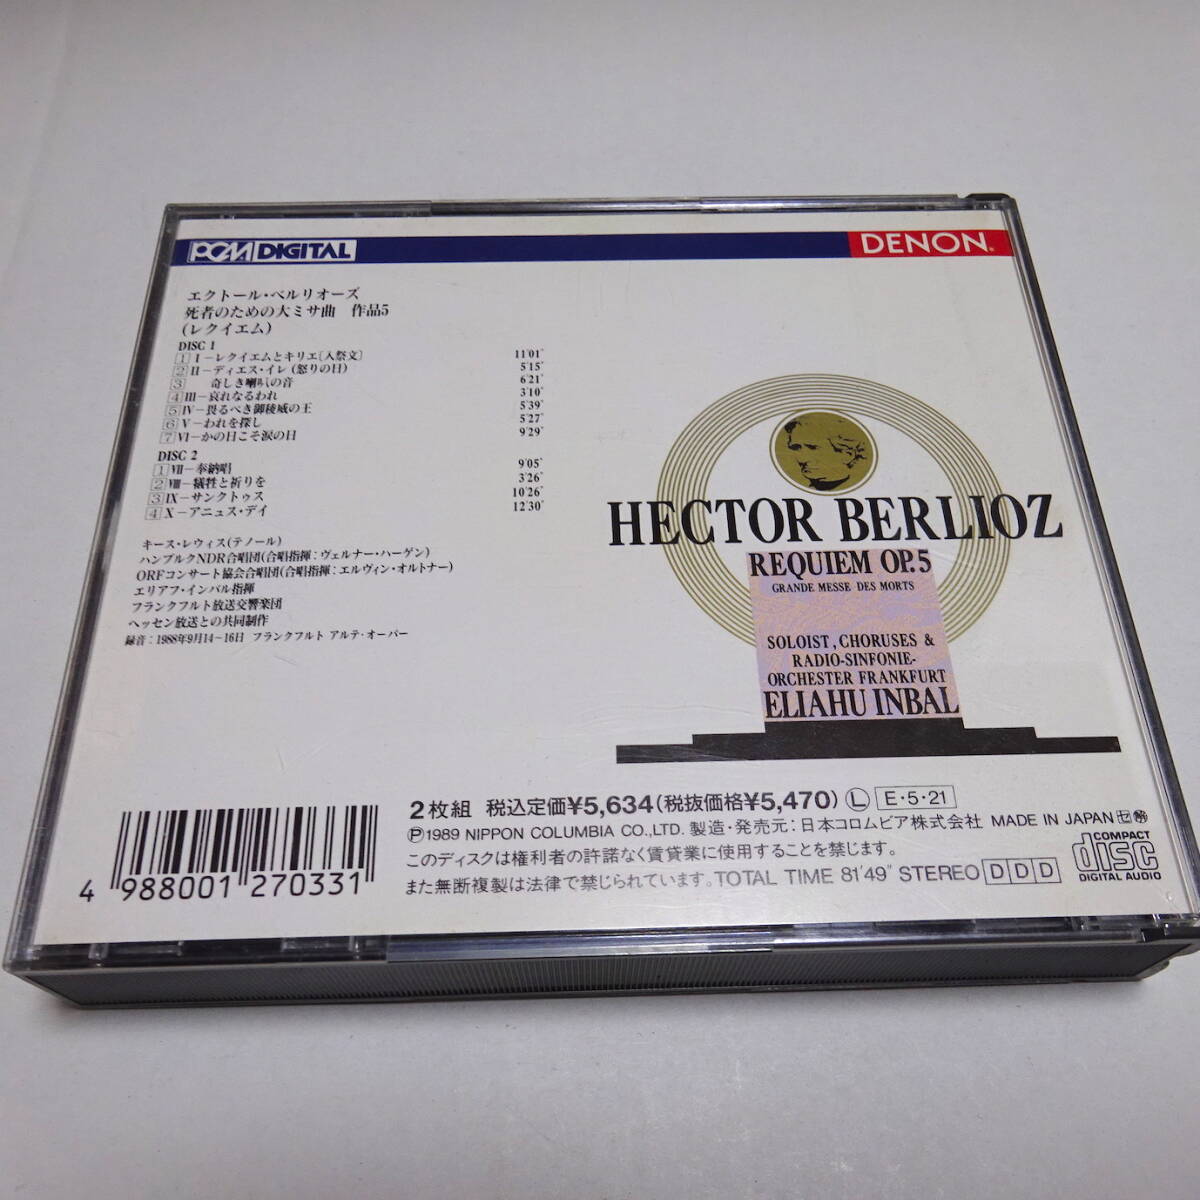 PCM DIGITAL
DENON®
エクトール・ベルリオーズ
死者のための大ミサ曲 作品5
(レクイエム)
DISC 1
1 I－レクイエムとキリエ〔入祭文〕 11'01"
2 II－ディエス・イレ(怒りの日) 5'15"
3 奇しき喇叭の音 6'21"
4 III－哀れなるわれ 3'10"
5 IV－畏るべき御稜威の王 5'39"
6 V－われを探し 5'27"
7 VI－かの日こそ涙の日 9'29"
DISC 2
1 VII－奉納唱 9'05"
2 VIII－犠牲と祈りを 3'26"
3 IX－サンクトゥス 10'26"
4 X－アニュス・デイ 12'30"
キース・レウィス(テノール)
ハンブルクNDR合唱団(合唱指揮:ヴェルナー・ハーゲン)
ORFコンサート協会合唱団(合唱指揮:エルヴィン・オルトナー)
エリアフ・インバル指揮
フランクフルト放送交響楽団
ヘッセン放送との共同制作
録音:1988年9月14～16日 フランクフルト アルテ・オーパー
HECTOR BERLIOZ
REQUIEM OP.5
GRANDE MESSE DES MORTS
SOLOIST, CHORUSES &
RADIO-SINFONIE-
ORCHESTER FRANKFURT
ELIAHU INBAL
2枚組 税込定価¥5,634(税抜価格¥5,470) Ⓛ E・5・21
Ⓟ1989 NIPPON COLUMBIA CO.,LTD. 製造・発売元:日本コロムビア株式会社 MADE IN JAPAN
このディスクは権利者の許諾なく賃貸業に使用することを禁じます。
また無断複製は法律で禁じられています。TOTAL TIME 81'49" STEREO D D D
COMPACT
disc
DIGITAL AUDIO
4 988001 270331